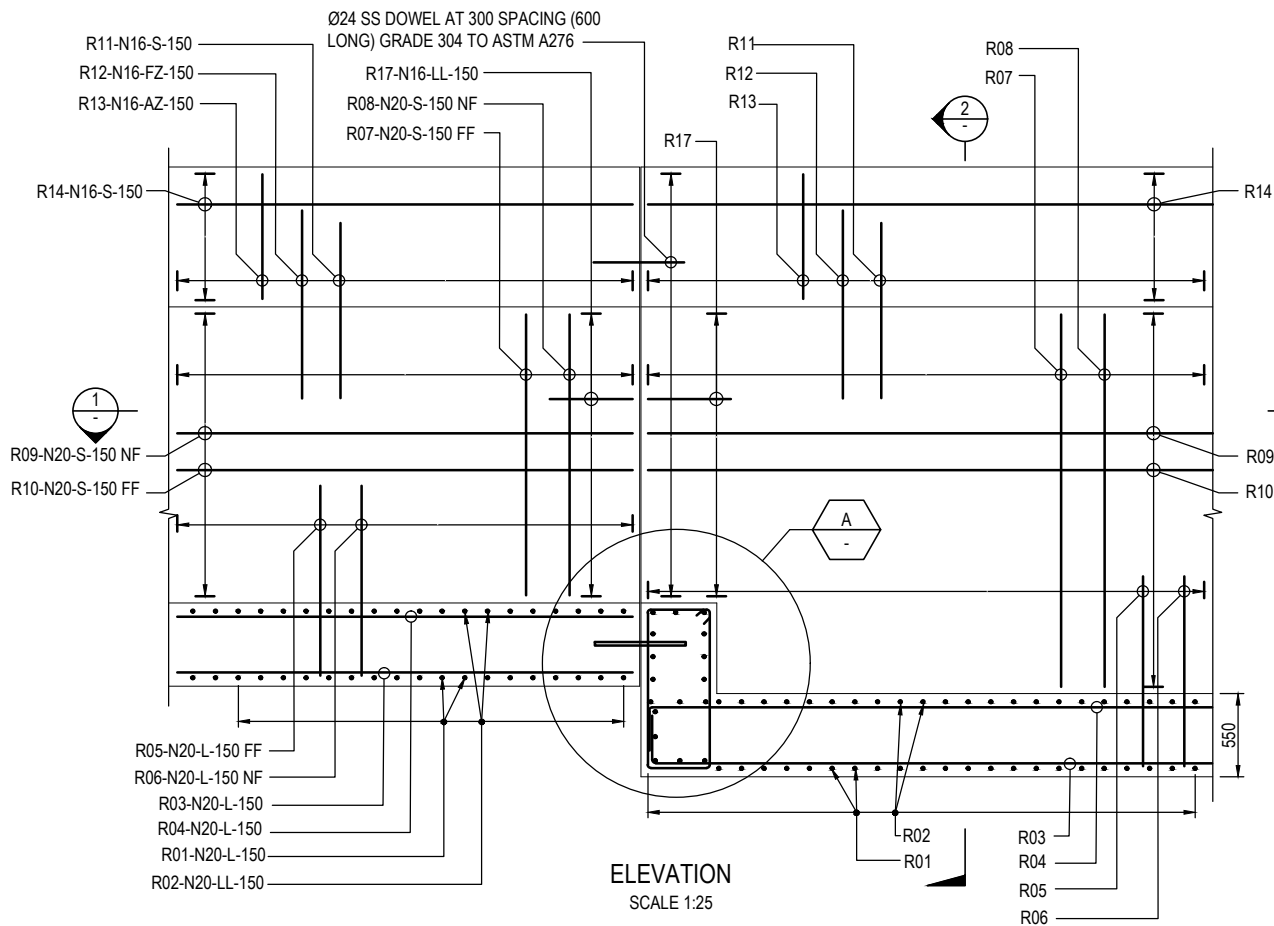 Ø24 SS DOWEL AT 300 SPACING (600
LONG) GRADE 304 TO ASTM A276
R11-N16-S-150
R12-N16-FZ-150
R13-N16-AZ-150
R17-N16-LL-150
R08-N20-S-150 NF
R07-N20-S-150 FF
R11
R12
R13
R08
R07
R17
2
-
R14-N16-S-150
R14
1
-
R09-N20-S-150 NF
R10-N20-S-150 FF
R09
R10
A
-
550
R05-N20-L-150 FF
R06-N20-L-150 NF
R03-N20-L-150
R04-N20-L-150
R01-N20-L-150
R02-N20-LL-150
R02
R01
R03
R04
R05
R06
ELEVATION
SCALE 1:25